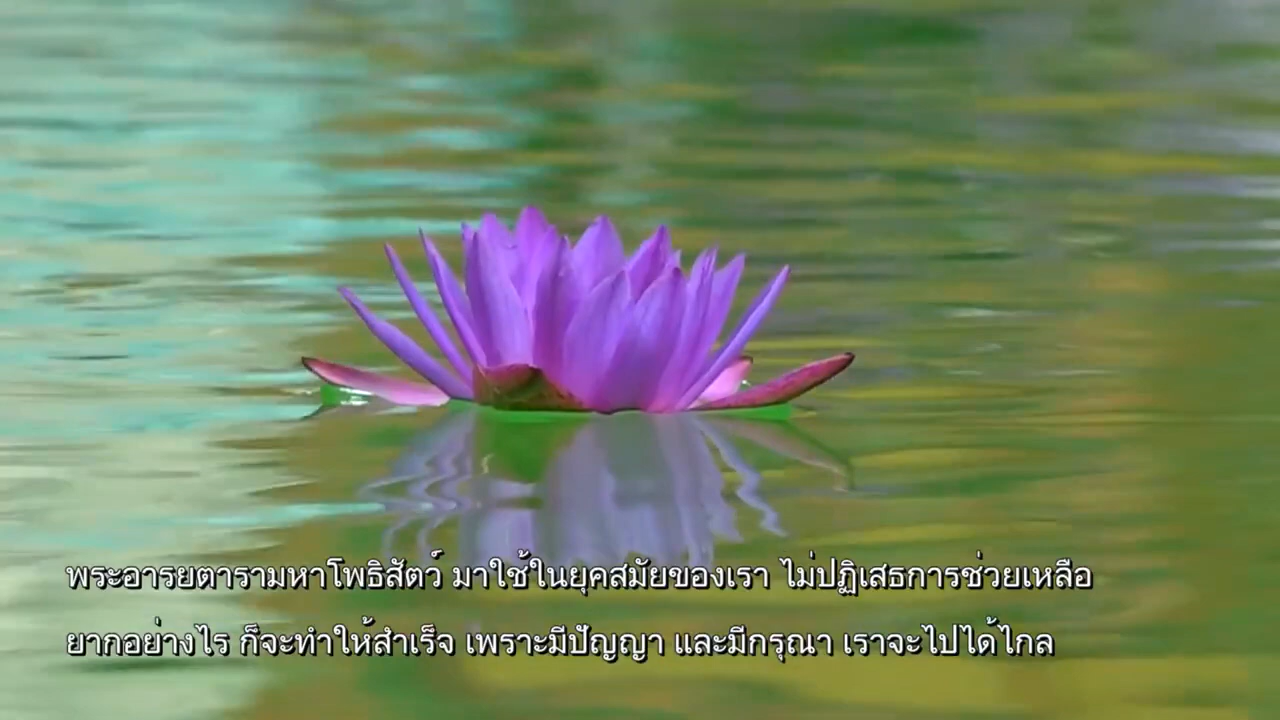 พระอารยตารามหาโพธิสัตว์ มาใช้ในยุคสมัยของเรา ไม่ปฏิเสธการช่วยเหลือ
ยากอย่างไร ก็จะทำให้สำเร็จ เพราะมีปัญญา และมีกรุณา เราจะไปได้ไกล